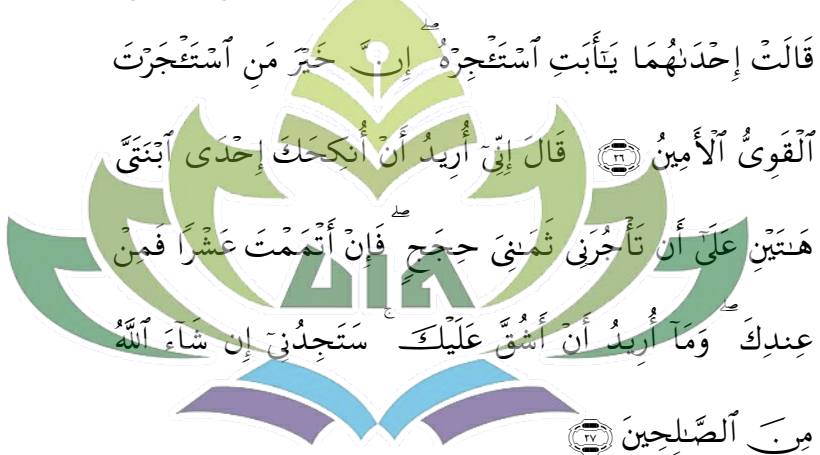 قَالَتْ إِحْدَىٰهُمَا يَـٰٓأَبَتِ ٱسْتَـْٔجِرْهُ ۖ إِنَّ خَيْرَ مَنِ ٱسْتَـْٔجَرْتَ
ٱلْقَوِىُّ ٱلْأَمِينُ ٢٦ قَالَ إِنِّىٓ أُرِيدُ أَنْ أُنكِحَكَ إِحْدَى ٱبْنَتَىَّ
هَـٰتَيْنِ عَلَىٰٓ أَن تَأْجُرَنِى ثَمَـٰنِىَ حِجَجٍ ۖ فَإِنْ أَتْمَمْتَ عَشْرًا فَمِنْ
عِندِكَ ۖ وَمَآ أُرِيدُ أَنْ أَشُقَّ عَلَيْكَ ۚ سَتَجِدُنِىٓ إِن شَآءَ ٱللَّهُ
مِنَ ٱلصَّـٰلِحِينَ ٢٧